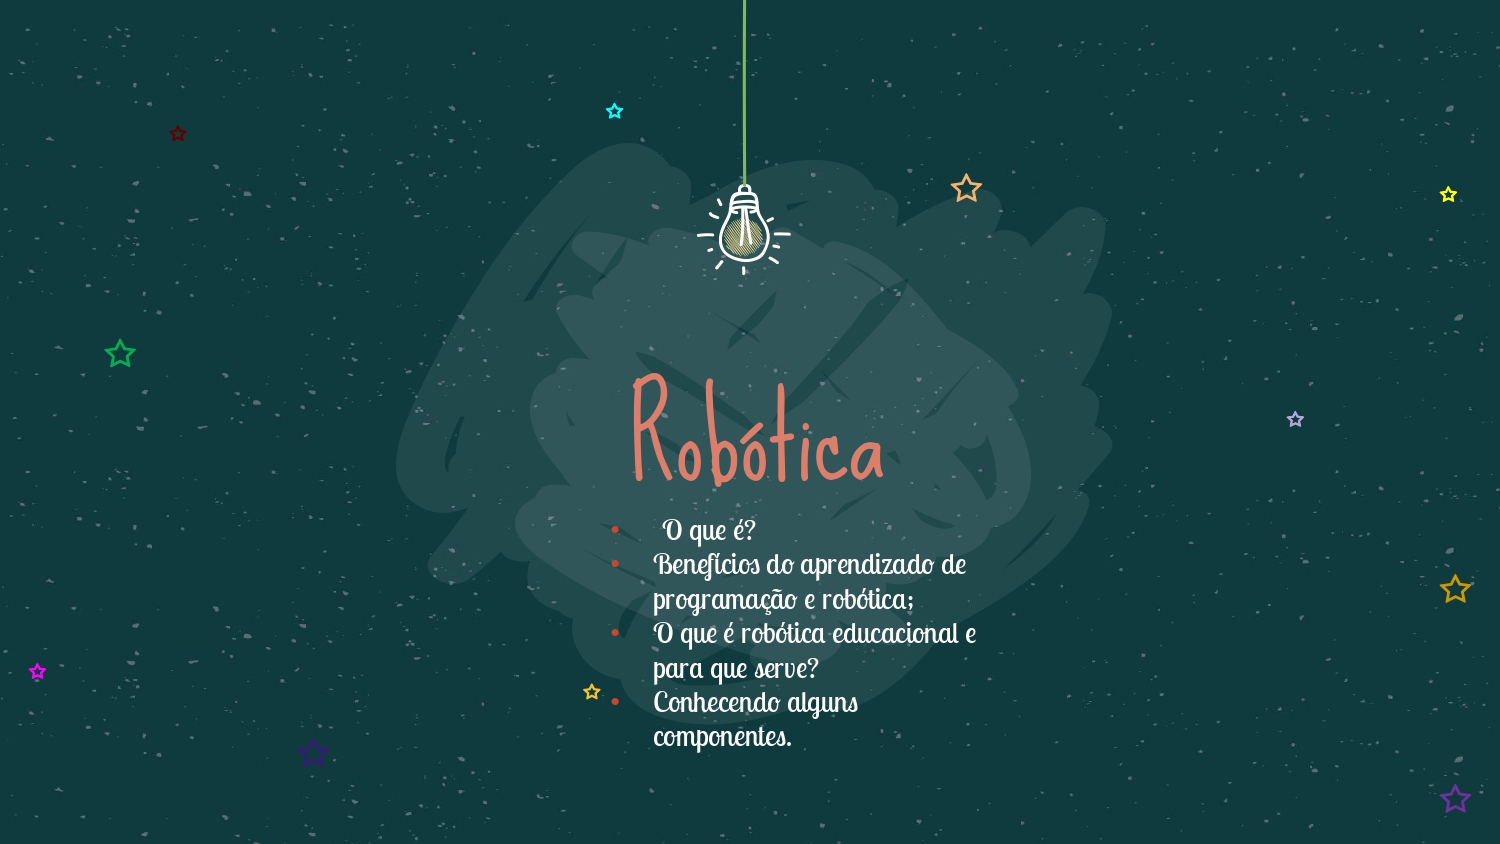 Robótica
• O que é?
• Benefícios do aprendizado de
programação e robótica;
• O que é robótica educacional e
para que serve?
• Conhecendo alguns
componentes.